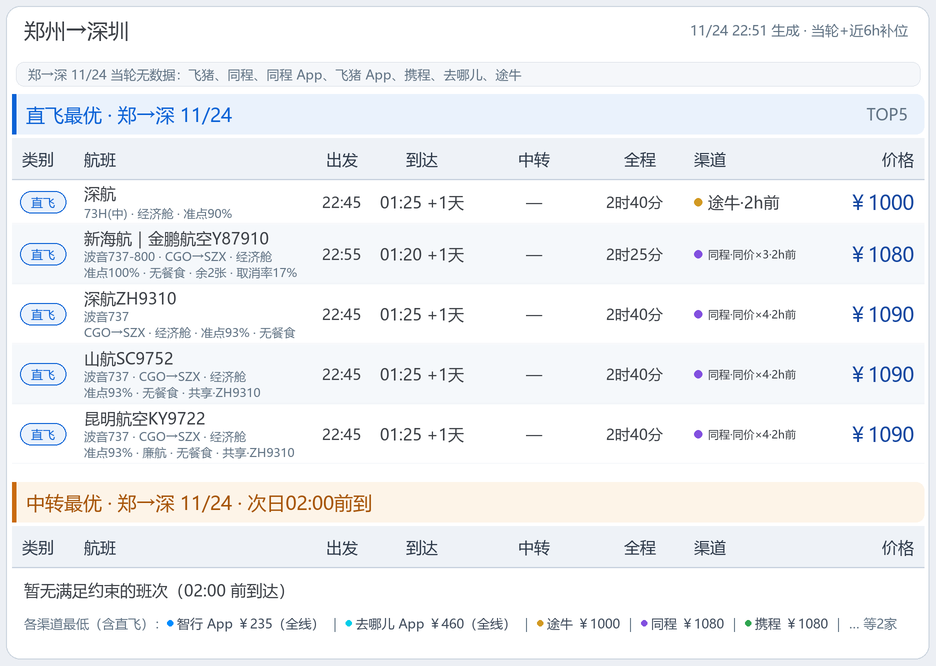 郑州→深圳
11/24 22:51 生成 · 当轮+近6h补位
郑→深 11/24 当轮无数据：飞猪、同程、同程 App、飞猪 App、携程、去哪儿、途牛
直飞最优 · 郑→深 11/24 TOP5
类别 航班 出发 到达 中转 全程 渠道 价格
直飞 深航 22:45 01:25 +1天 — 2时40分 途牛·2h前 ¥1000
73H(中) · 经济舱 · 准点90%
直飞 新海航｜金鹏航空Y87910 22:55 01:20 +1天 — 2时25分 同程·同价×3·2h前 ¥1080
波音737-800 · CGO→SZX · 经济舱
准点100% · 无餐食 · 余2张 · 取消率17%
直飞 深航ZH9310 22:45 01:25 +1天 — 2时40分 同程·同价×4·2h前 ¥1090
波音737
CGO→SZX · 经济舱 · 准点93% · 无餐食
直飞 山航SC9752 22:45 01:25 +1天 — 2时40分 同程·同价×4·2h前 ¥1090
波音737 · CGO→SZX · 经济舱
准点93% · 无餐食 · 共享·ZH9310
直飞 昆明航空KY9722 22:45 01:25 +1天 — 2时40分 同程·同价×4·2h前 ¥1090
波音737 · CGO→SZX · 经济舱
准点93% · 廉航 · 无餐食 · 共享·ZH9310
中转最优 · 郑→深 11/24 · 次日02:00前到
类别 航班 出发 到达 中转 全程 渠道 价格
暂无满足约束的班次（02:00 前到达）
各渠道最低（含直飞）: 智行 App ¥235（全线） | 去哪儿 App ¥460（全线） | 途牛 ¥1000 | 同程 ¥1080 | 携程 ¥1080 | … 等2家